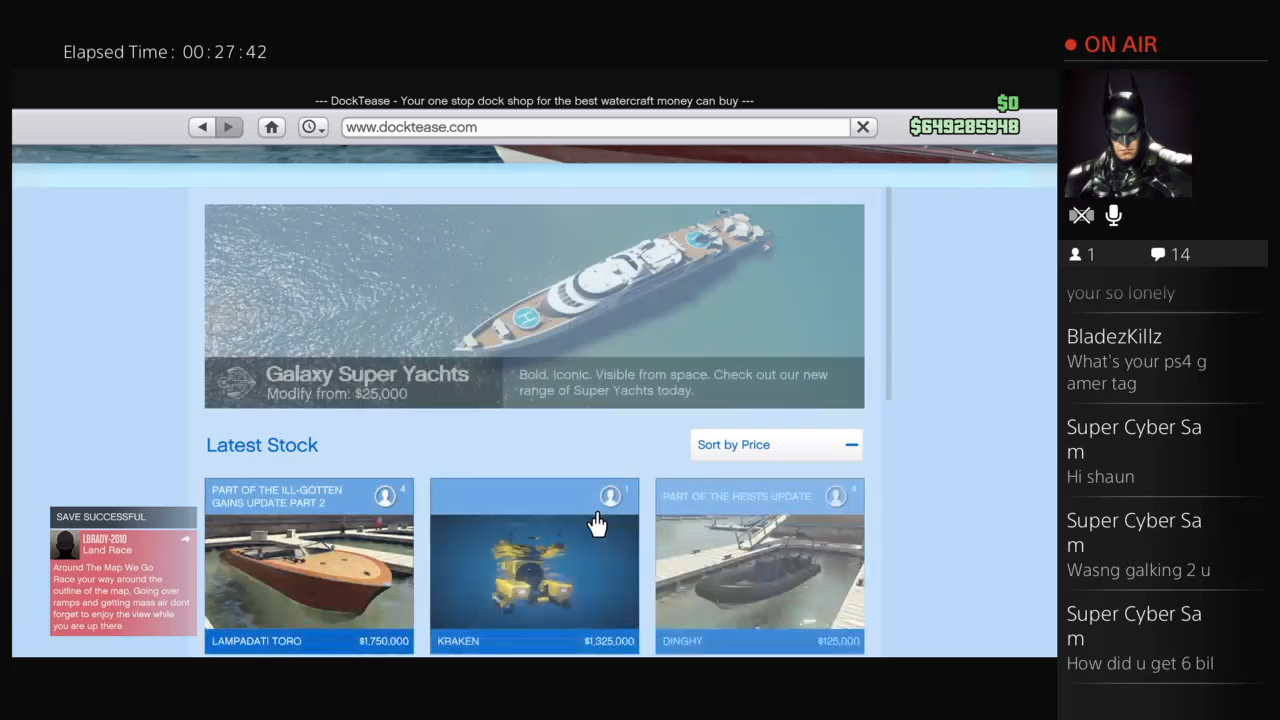 Elapsed Time: 00:27:42
ON AIR
--- DockTease - Your one stop dock shop for the best watercraft money can buy ---
$0
www.docktease.com
$649285948
1
14
Galaxy Super Yachts
Modify from: $25,000
Bold. Iconic. Visible from space. Check out our new
range of Super Yachts today.
Latest Stock
Sort by Price
PART OF THE ILL-GOTTEN
GAINS UPDATE PART 2
4
1
PART OF THE HEISTS UPDATE
4
LAMPADATI TORO
$1,750,000
KRAKEN
$1,325,000
DINGHY
$125,000
SAVE SUCCESSFUL
LBRADY-2010
Land Race
Around The Map We Go
Race your way around the
outline of the map, Going over
ramps and getting mass air dont
forget to enjoy the view while
you are up there
your so lonely
BladezKillz
What's your ps4 g
amer tag
Super Cyber Sa
m
Hi shaun
Super Cyber Sa
m
Wasng galking 2 u
Super Cyber Sa
m
How did u get 6 bil
H